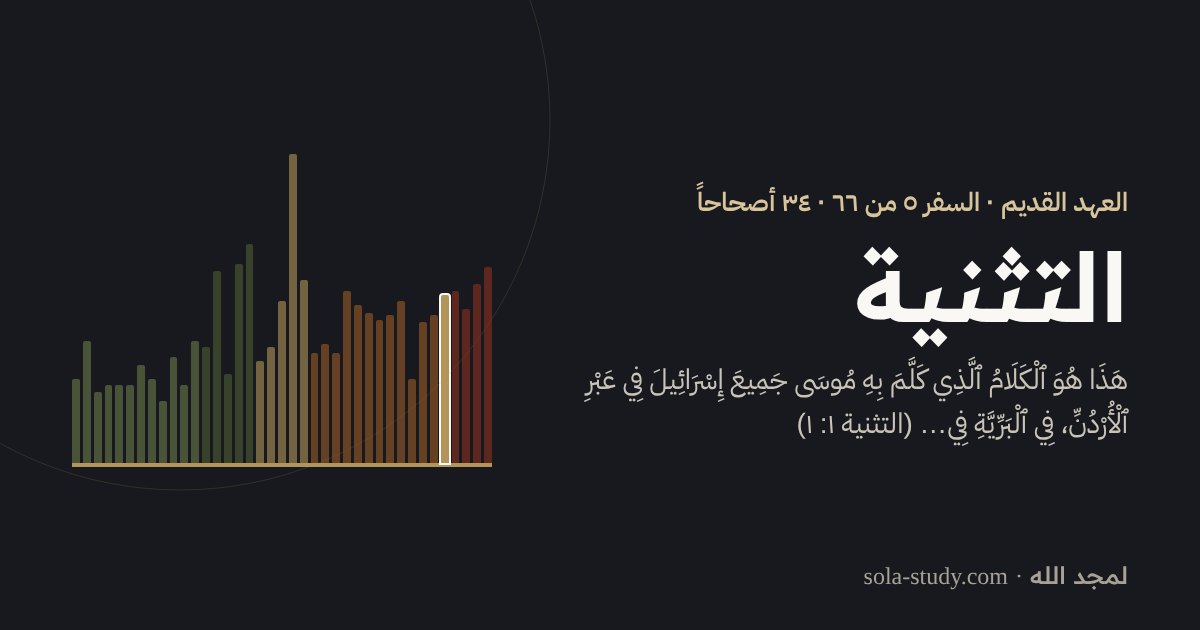 العهد القديم · السفر ٥ من ٦٦ · ٣٤ أصحاحاً
التثنية
هَذَا هُوَ ٱلْكَلَامُ ٱلَّذِي كَلَّمَ بِهِ مُوسَى جَمِيعَ إِسْرَائِيلَ فِي عَبْرِ
ٱلْأُرْدُنِّ، فِي ٱلْبَرِّيَّةِ فِي… (التثنية ١: ١)
لمجد الله · sola-study.com